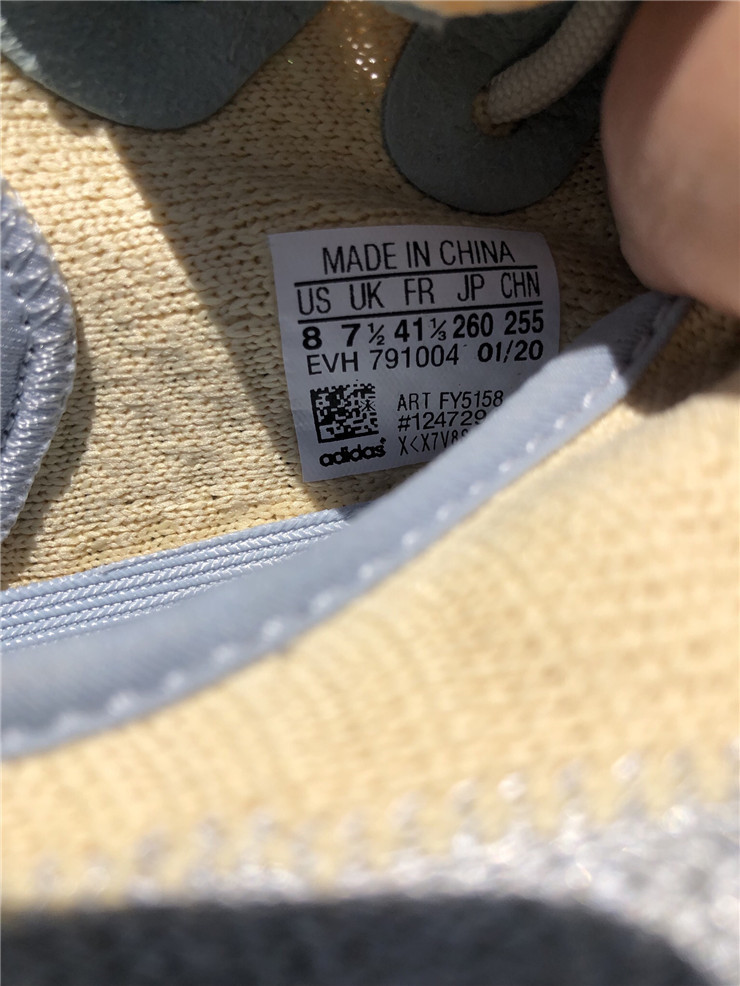 MADE IN CHINA
US UK FR JP CHN
8 7½ 41⅓ 260 255
EVH 791004 01/20
ART FY5158
adidas